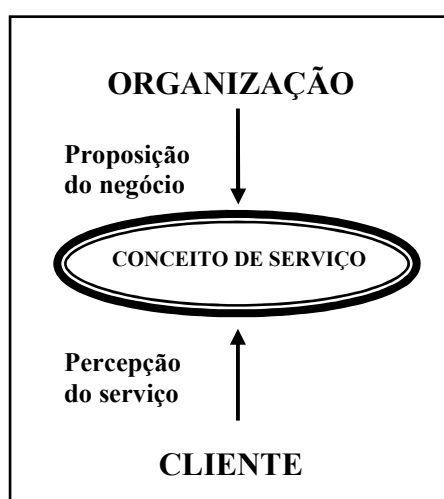 ORGANIZAÇÃO
Proposição
do negócio
CONCEITO DE SERVIÇO
Percepção
do serviço
CLIENTE